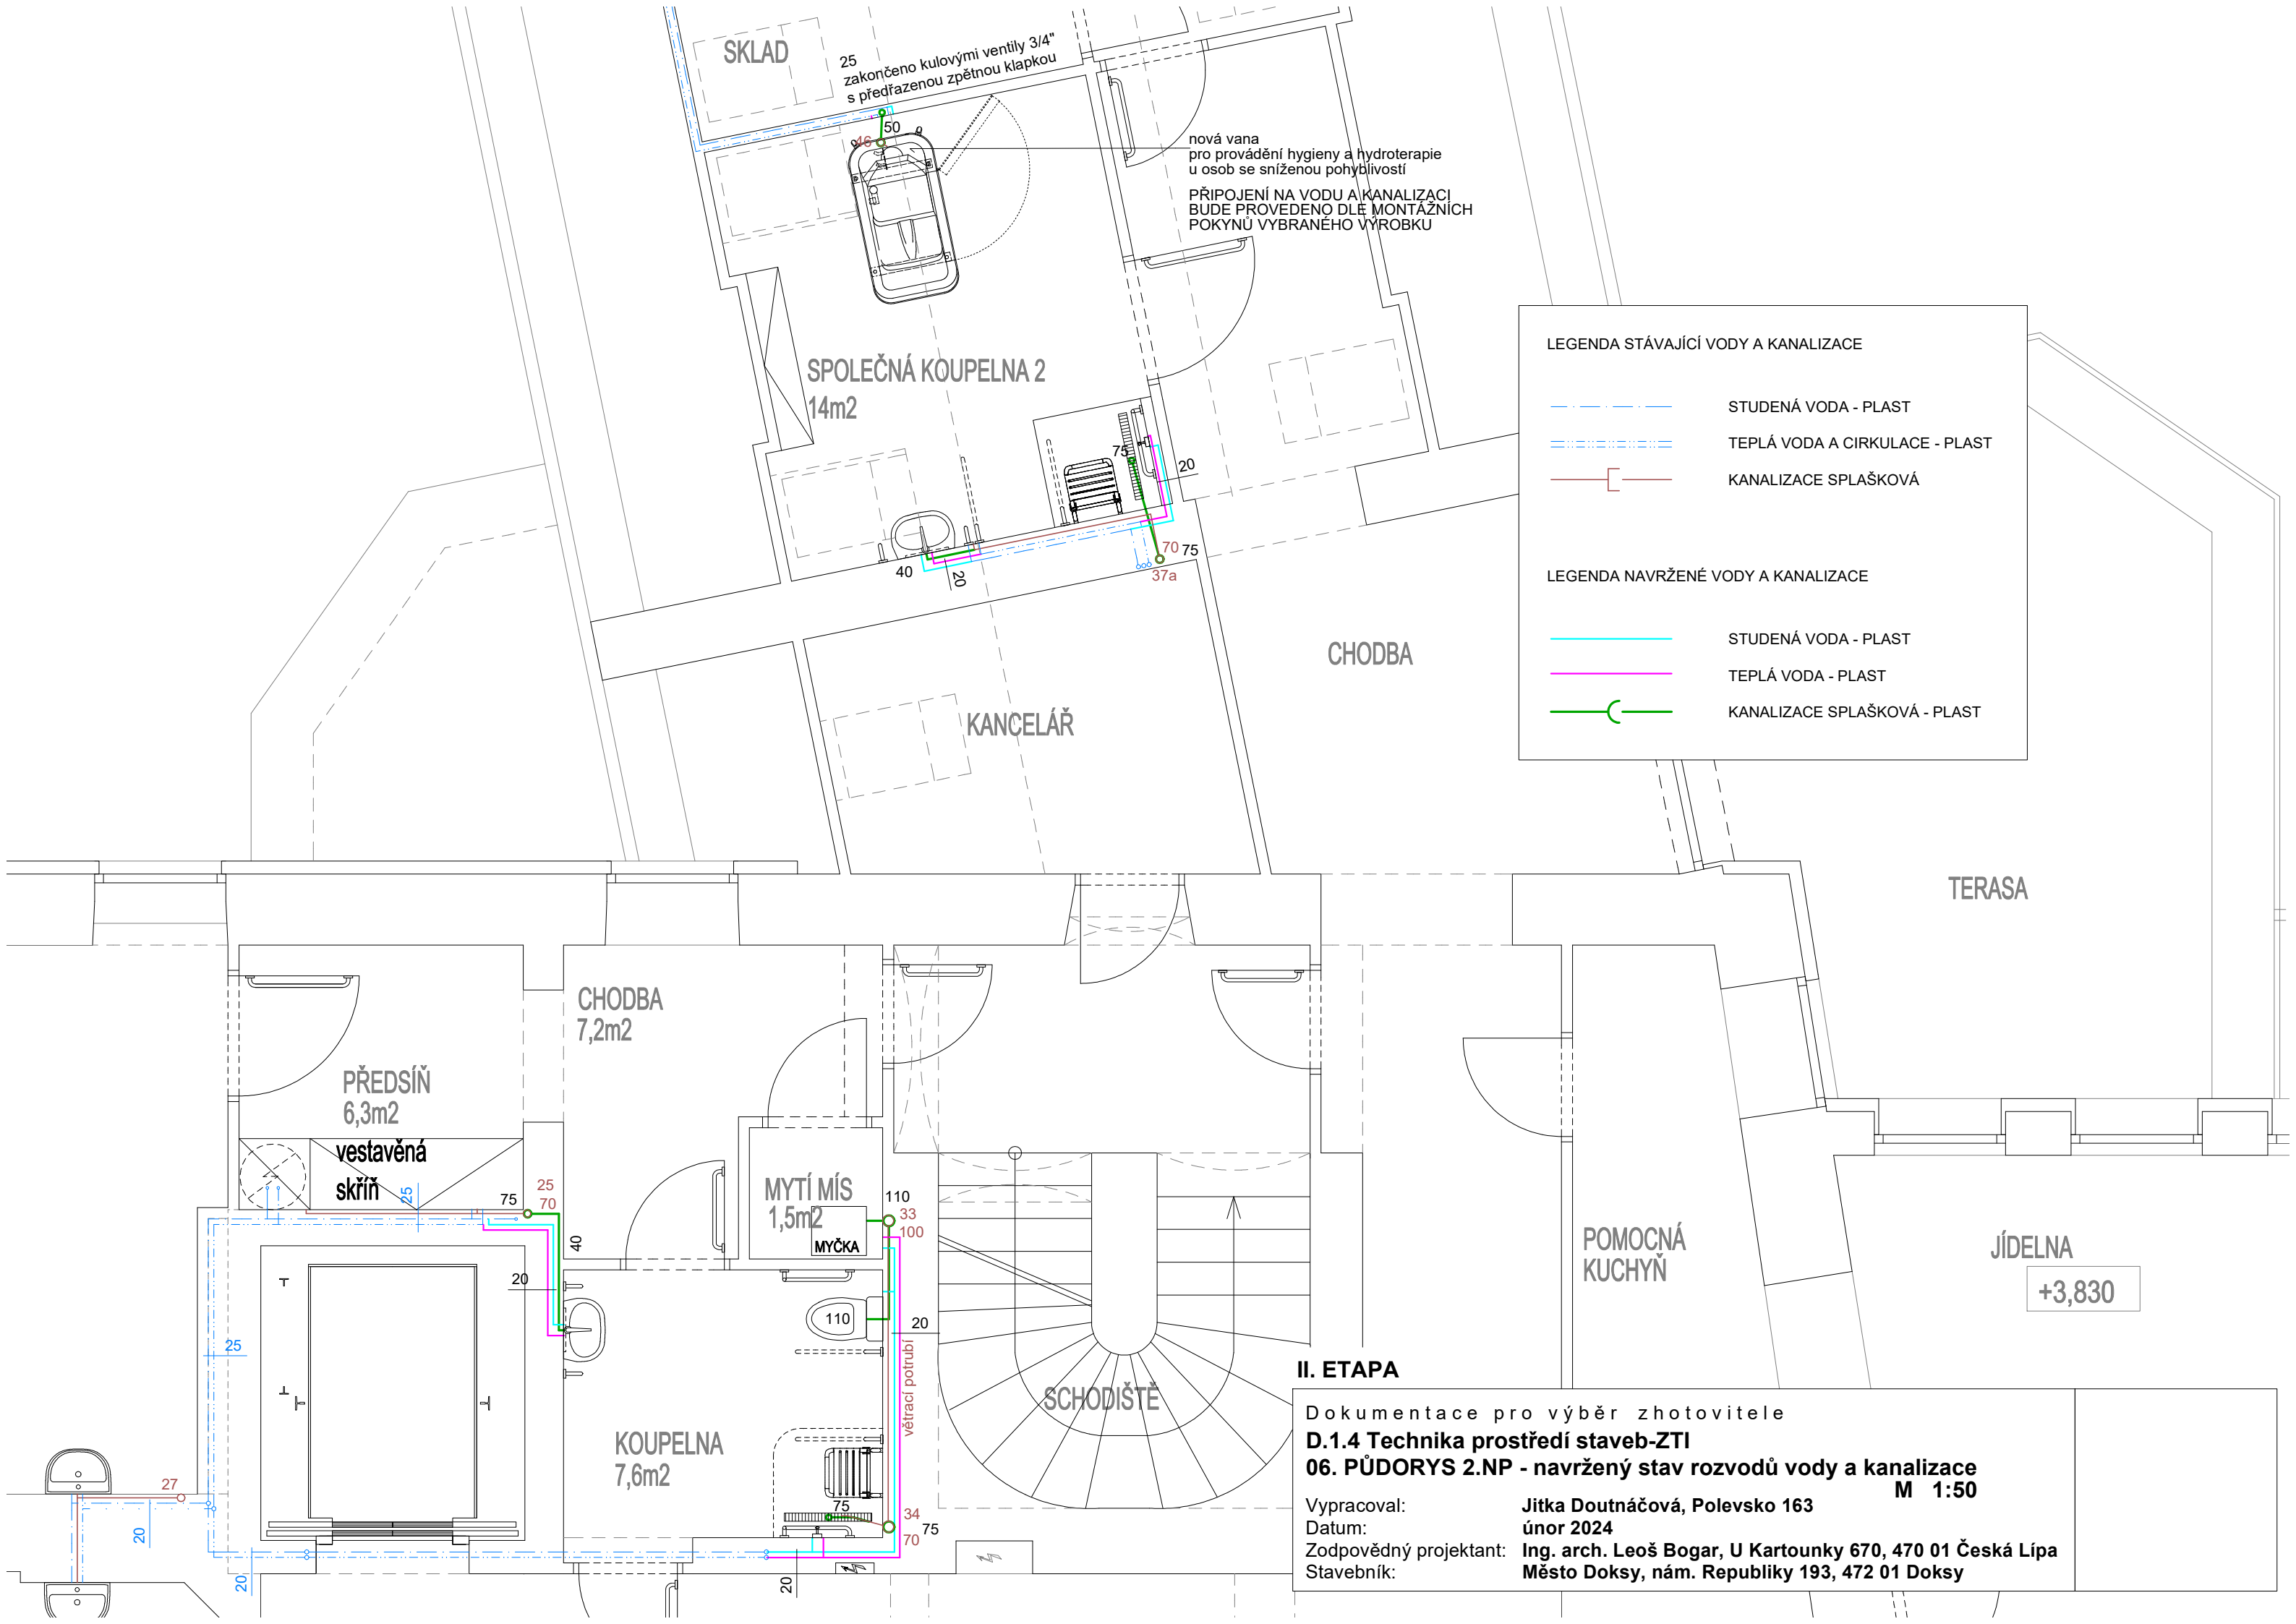 SKLAD
25
zakončeno kulovými ventily 3/4"
s předřazenou zpětnou klapkou
50
46
nová vana
pro provádění hygieny a hydroterapie
u osob se sníženou pohyblivostí
PŘIPOJENÍ NA VODU A KANALIZACI
BUDE PROVEDENO DLE MONTÁŽNÍCH
POKYNŮ VYBRANÉHO VÝROBKU
SPOLEČNÁ KOUPELNA 2
14m2
75
20
40
20
70
75
37a
LEGENDA STÁVAJÍCÍ VODY A KANALIZACE
STUDENÁ VODA - PLAST
TEPLÁ VODA A CIRKULACE - PLAST
KANALIZACE SPLAŠKOVÁ
LEGENDA NAVRŽENÉ VODY A KANALIZACE
STUDENÁ VODA - PLAST
TEPLÁ VODA - PLAST
KANALIZACE SPLAŠKOVÁ - PLAST
CHODBA
KANCELÁŘ
TERASA
CHODBA
7,2m2
PŘEDSÍŇ
6,3m2
vestavěná
skříň
25
75
25
70
40
20
MYTÍ MÍS
1,5m2
MYČKA
110
33
100
110
20
větrací potrubí
25
KOUPELNA
7,6m2
75
34
70
75
27
20
20
20
SCHODIŠTĚ
POMOCNÁ
KUCHYŇ
JÍDELNA
+3,830
II. ETAPA
Dokumentace pro výběr zhotovitele
D.1.4 Technika prostředí staveb-ZTI
06. PŮDORYS 2.NP - navržený stav rozvodů vody a kanalizace
M 1:50
Vypracoval: Jitka Doutnáčová, Polevsko 163
Datum: únor 2024
Zodpovědný projektant: Ing. arch. Leoš Bogar, U Kartounky 670, 470 01 Česká Lípa
Stavebník: Město Doksy, nám. Republiky 193, 472 01 Doksy